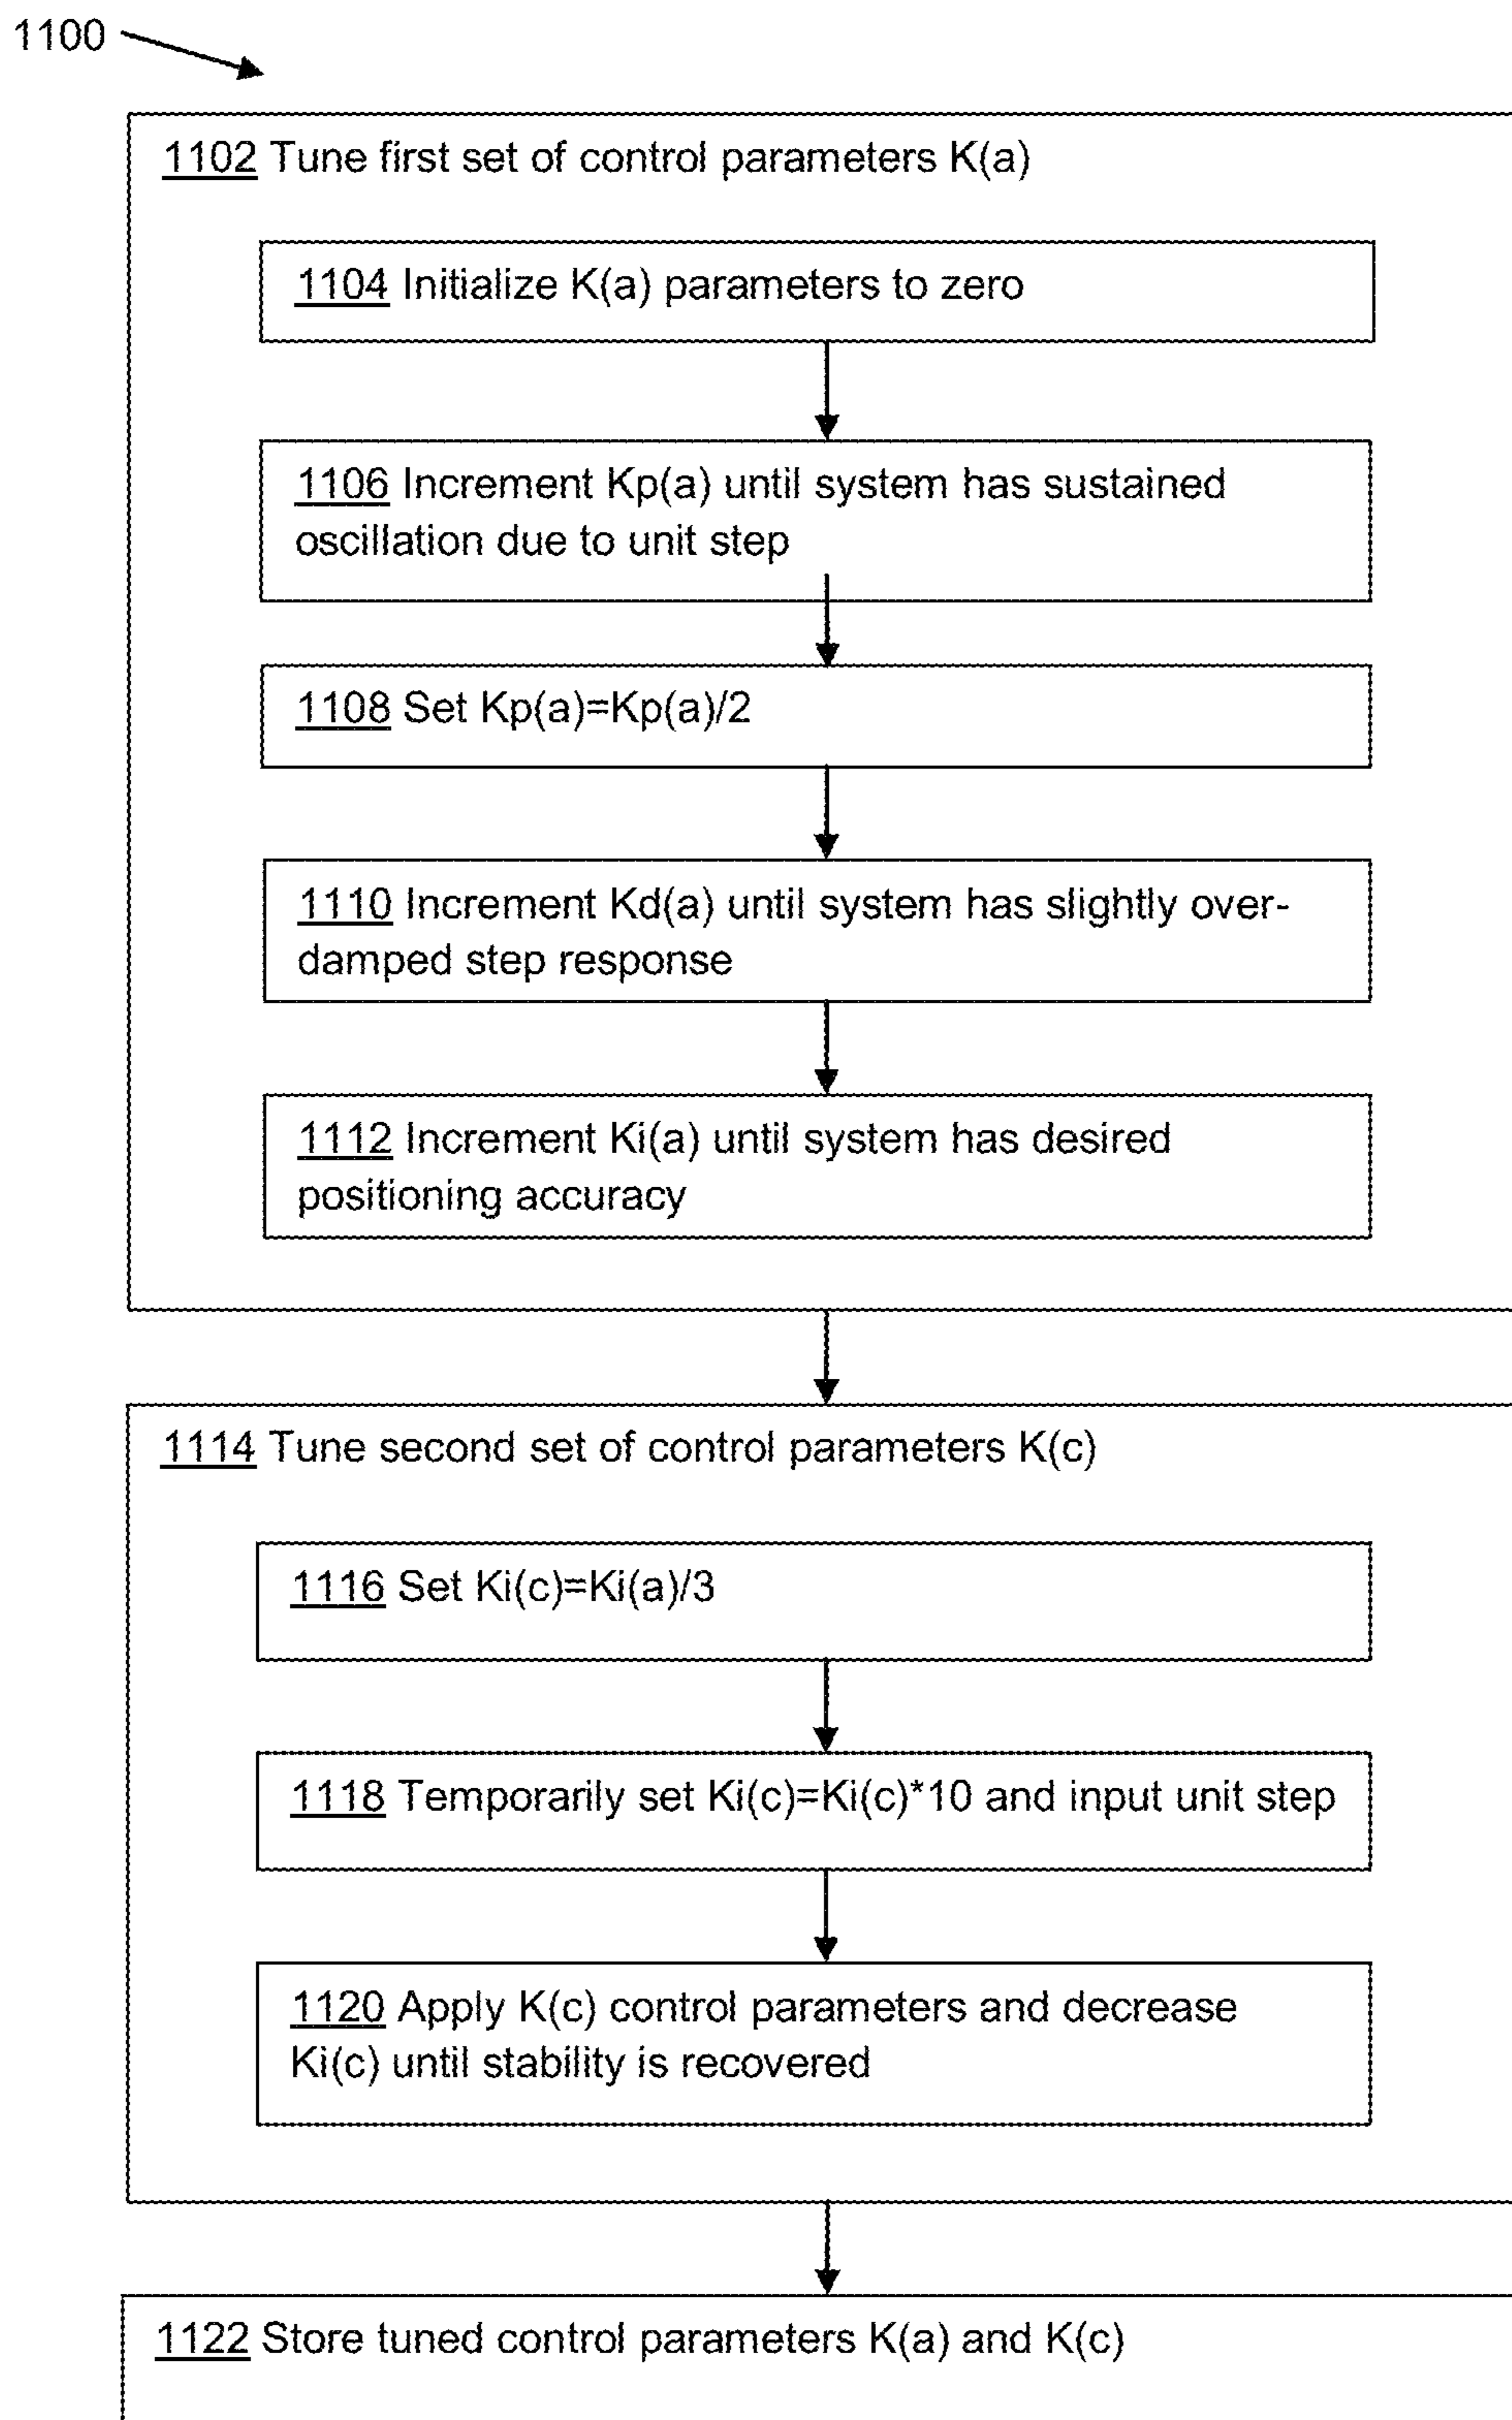 1100
1102 Tune first set of control parameters K(a)
1104 Initialize K(a) parameters to zero
1106 Increment Kp(a) until system has sustained
oscillation due to unit step
1108 Set Kp(a)=Kp(a)/2
1110 Increment Kd(a) until system has slightly over-
damped step response
1112 Increment Ki(a) until system has desired
positioning accuracy
1114 Tune second set of control parameters K(c)
1116 Set Ki(c)=Ki(a)/3
1118 Temporarily set Ki(c)=Ki(c)*10 and input unit step
1120 Apply K(c) control parameters and decrease
Ki(c) until stability is recovered
1122 Store tuned control parameters K(a) and K(c)